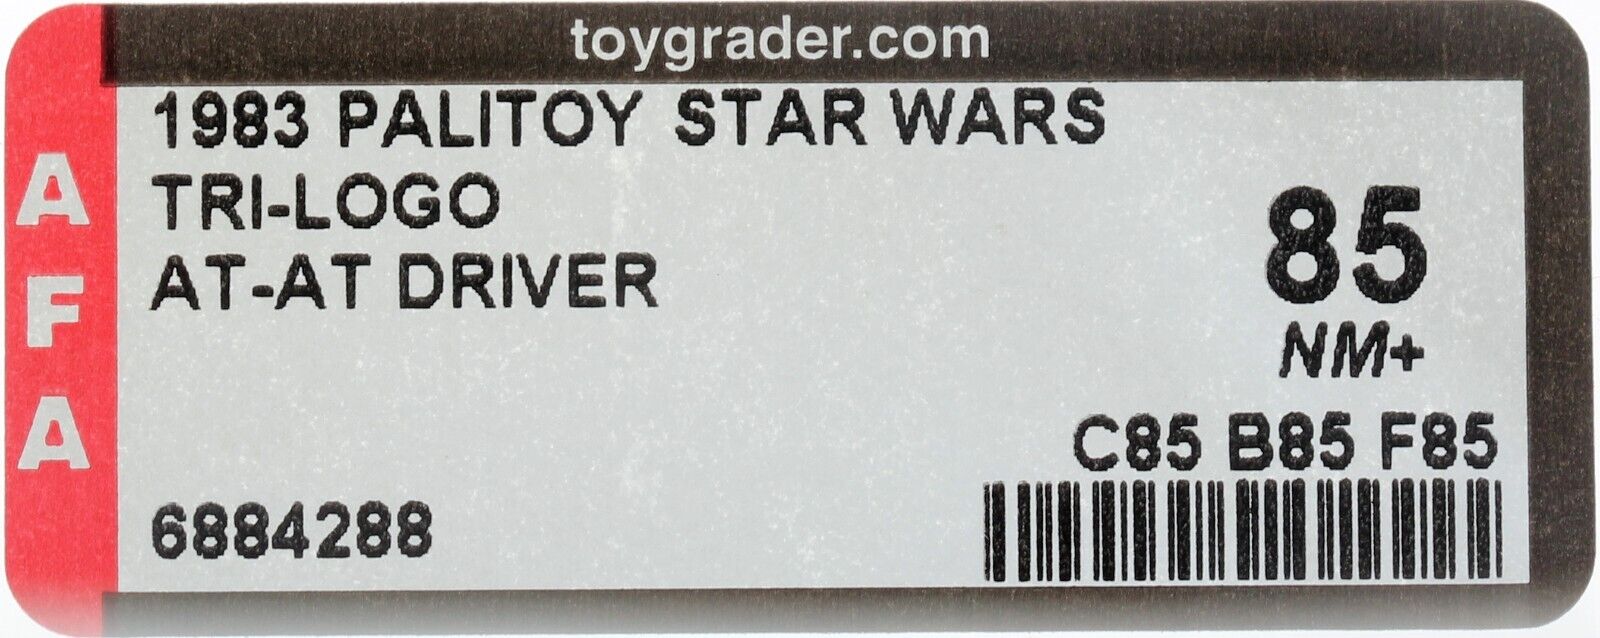 toygrader.com
AFA
1983 PALITOY STAR WARS
TRI-LOGO
AT-AT DRIVER
85
NM+
C85 B85 F85
6884288